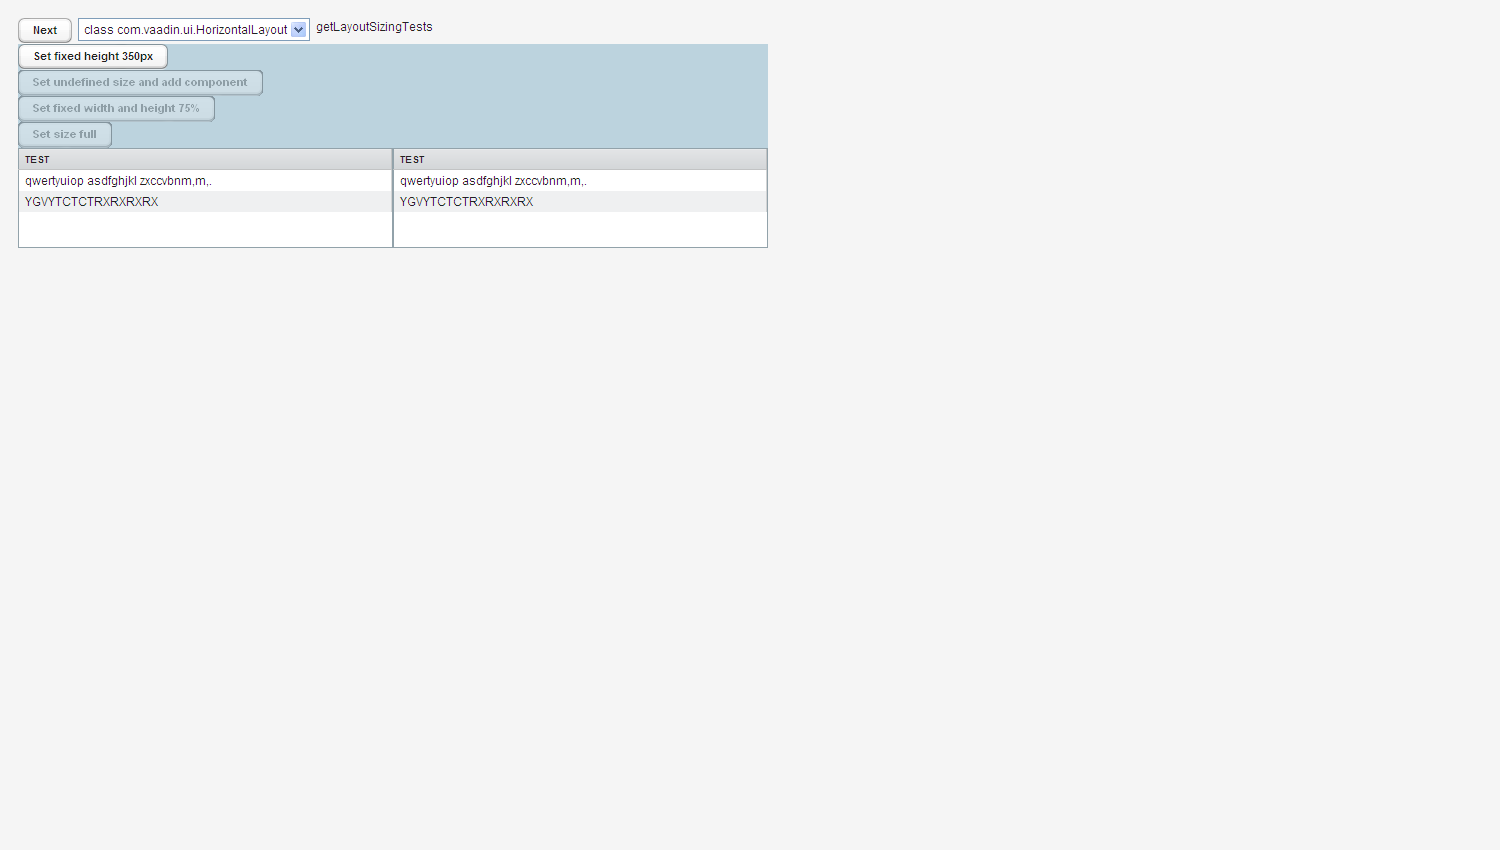 Next class com.vaadin.ui.HorizontalLayout getLayoutSizingTests
Set fixed height 350px
Set undefined size and add component
Set fixed width and height 75%
Set size full
TEST TEST
qwertyuiop asdfghjkl zxccvbnm,m,. qwertyuiop asdfghjkl zxccvbnm,m,.
YGVYTCTCTRXRXRXRX YGVYTCTCTRXRXRXRX